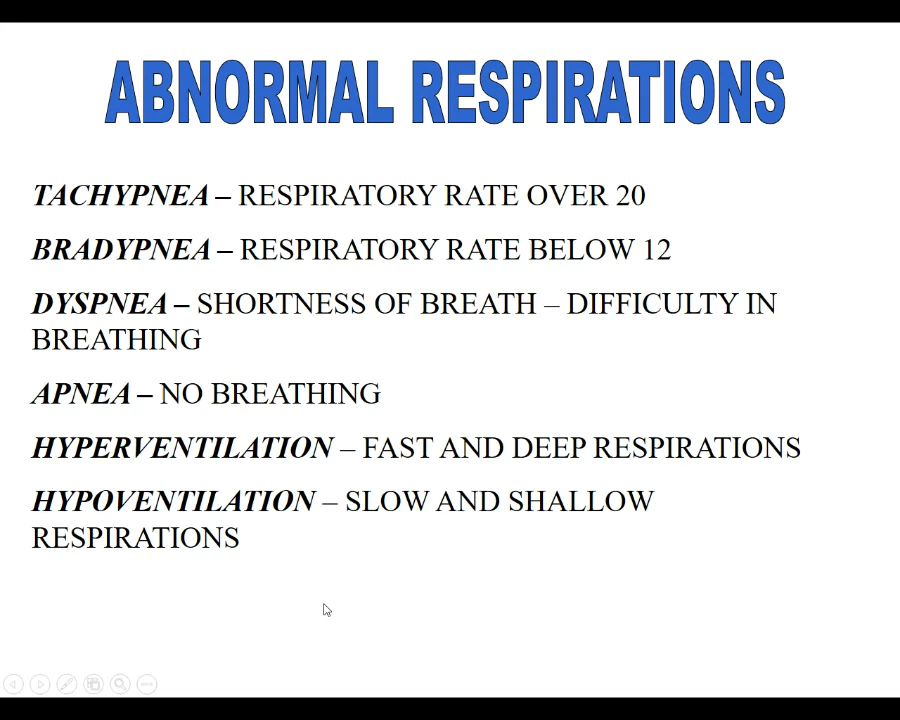 ABNORMAL RESPIRATIONS
TACHYPNEA – RESPIRATORY RATE OVER 20
BRADYPNEA – RESPIRATORY RATE BELOW 12
DYSPNEA – SHORTNESS OF BREATH – DIFFICULTY IN
BREATHING
APNEA – NO BREATHING
HYPERVENTILATION – FAST AND DEEP RESPIRATIONS
HYPOVENTILATION – SLOW AND SHALLOW
RESPIRATIONS